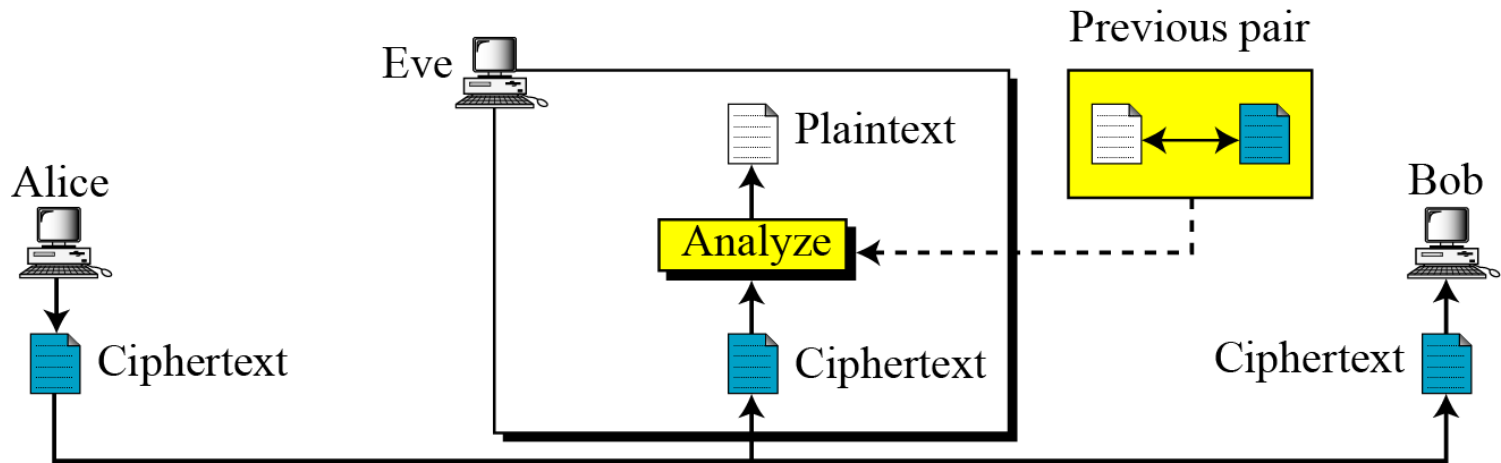 Previous pair
Eve
Plaintext
Alice
Bob
Analyze
Ciphertext
Ciphertext
Ciphertext